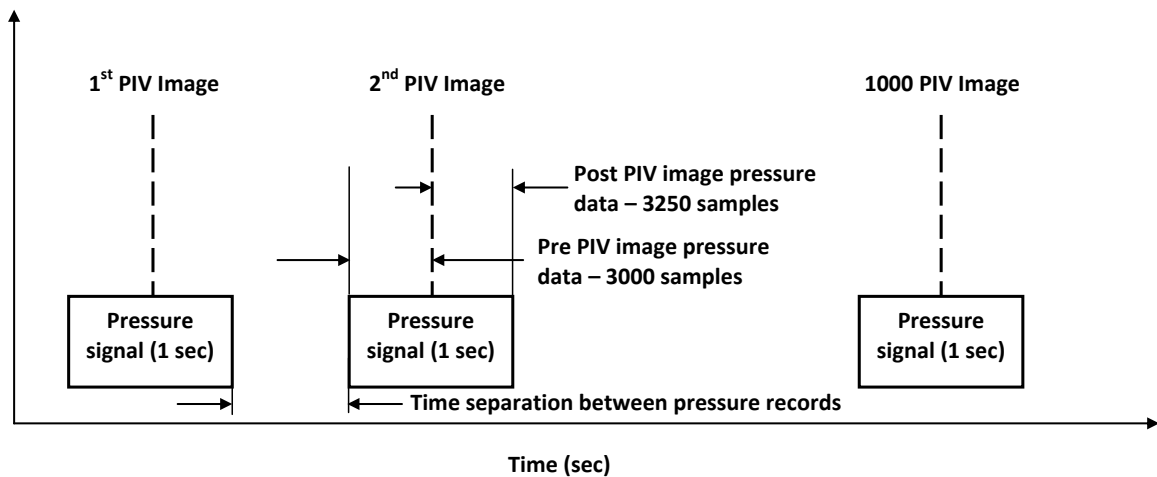 1st PIV Image
2nd PIV Image
1000 PIV Image
Post PIV image pressure
data – 3250 samples
Pre PIV image pressure
data – 3000 samples
Pressure
signal (1 sec)
Pressure
signal (1 sec)
Pressure
signal (1 sec)
Time separation between pressure records
Time (sec)